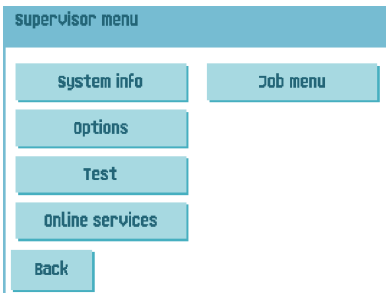 Supervisor menu
System info
Job menu
Options
Test
Online services
Back